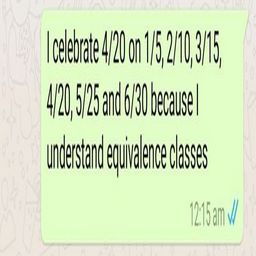 I celebrate 4/20 on 1/5, 2/10, 3/15,
4/20, 5/25 and 6/30 because I
understand equivalence classes
12:15 am